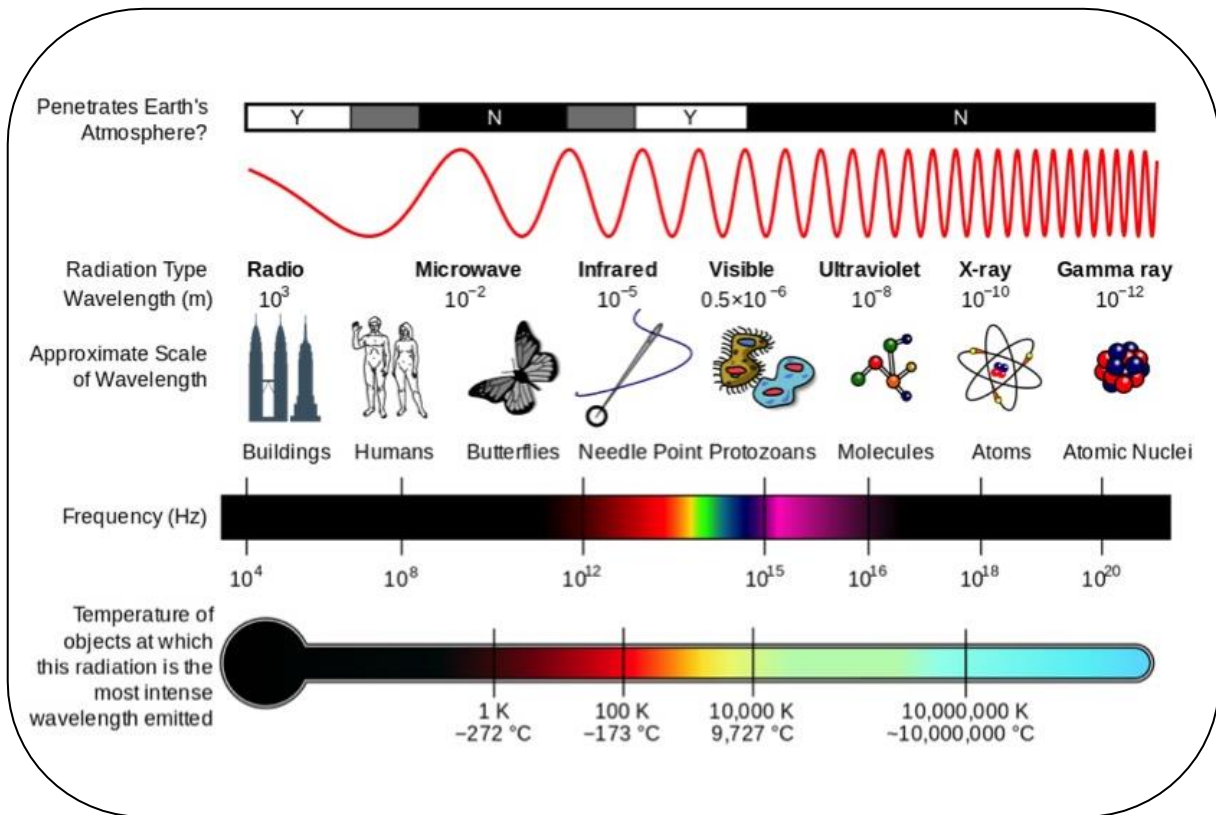 Penetrates Earth's
Atmosphere?
Y N Y N
Radiation Type Radio Microwave Infrared Visible Ultraviolet X-ray Gamma ray
Wavelength (m) 10³ 10⁻² 10⁻⁵ 0.5×10⁻⁶ 10⁻⁸ 10⁻¹⁰ 10⁻¹²
Approximate Scale
of Wavelength
Buildings Humans Butterflies Needle Point Protozoans Molecules Atoms Atomic Nuclei
Frequency (Hz)
10⁴ 10⁸ 10¹² 10¹⁵ 10¹⁶ 10¹⁸ 10²⁰
Temperature of
objects at which
this radiation is the
most intense
wavelength emitted
1 K 100 K 10,000 K 10,000,000 K
−272 °C −173 °C 9,727 °C ~10,000,000 °C